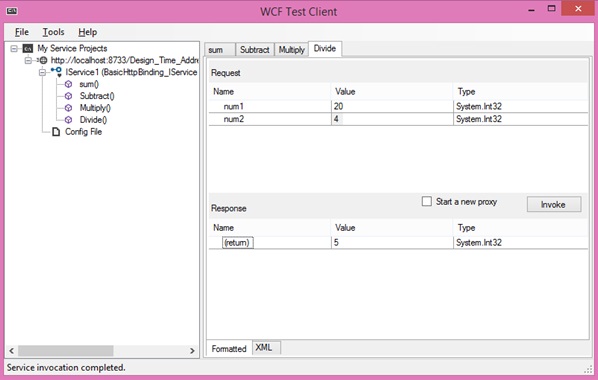 WCF Test Client
File Tools Help
My Service Projects
http://localhost:8733/Design_Time_Addre
IService1 (BasicHttpBinding_IService
sum()
Subtract()
Multiply()
Divide()
Config File
sum Subtract Multiply Divide
Request
Name Value Type
num1 20 System.Int32
num2 4 System.Int32
Start a new proxy Invoke
Response
Name Value Type
(return) 5 System.Int32
Formatted XML
Service invocation completed.